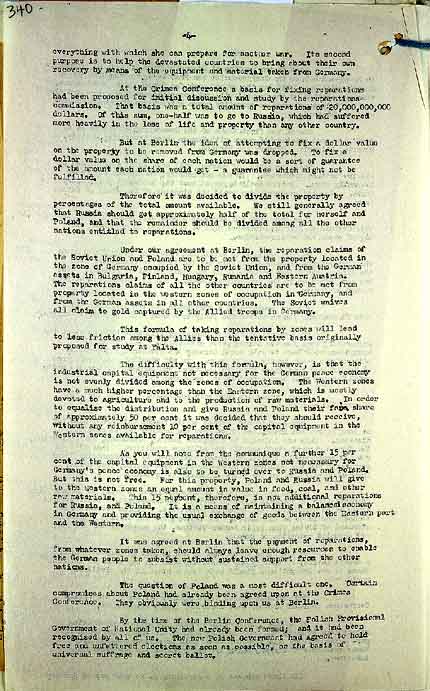 340 -
everything with which she can prepare for another war. Its second
purpose is to help the devastated countries to bring about their own
recovery by means of the equipment and material taken from Germany.
At the Crimea Conference a basis for fixing reparations
had been proposed for initial discussion and study by the reparations
commission. That basis was a total amount of reparations of 20,000,000,000
dollars. Of this sum, one-half was to go to Russia, which had suffered
more heavily in the loss of life and property than any other country.
But at Berlin the idea of attempting to fix a dollar value
on the property to be removed from Germany was dropped. To fix a
dollar value on the share of each nation would be a sort of guarantee
of the amount each nation would get - a guarantee which might not be
fulfilled.
Therefore it was decided to divide the property by
percentages of the total amount available. We still generally agreed
that Russia should get approximately half of the total for herself and
Poland, and that the remainder should be divided among all the other
nations entitled to reparations.
Under our agreement at Berlin, the reparation claims of
the Soviet Union and Poland are to be met from the property located in
the zone of Germany occupied by the Soviet Union, and from the German
assets in Bulgaria, Finland, Hungary, Rumania and Eastern Austria.
The reparations claims of all the other countries are to be met from
property located in the western zones of occupation in Germany, and
from the German assets in all other countries. The Soviet waives
all claim to gold captured by the Allied troops in Germany.
This formula of taking reparations by zones will lead
to less friction among the Allies than the tentative basis originally
proposed for study at Yalta.
The difficulty with this formula, however, is that the
industrial capital equipment not necessary for the German peace economy
is not evenly divided among the zones of occupation. The Western zones
have a much higher percentage than the Eastern zone, which is mostly
devoted to agriculture and to the production of raw materials. In order
to equalize the distribution and give Russia and Poland their fair share
of approximately 50 per cent it was decided that they should receive,
without any reimbursement 10 per cent of the capital equipment in the
Western zones available for reparations.
As you will note from the communique a further 15 per
cent of the capital equipment in the Western zones not necessary for
Germany's peace economy is also to be turned over to Russia and Poland.
But this is not free. For this property, Poland and Russia will give
to the Western zone an equal amount in value in food, coal, and other
raw materials. This 15 percent, therefore, is not additional reparations
for Russia, and Poland. It is a means of maintaining a balanced economy
in Germany and providing the usual exchange of goods between the Eastern part
and the Western.
It was agreed at Berlin that the payment of reparations,
from whatever zones taken, should always leave enough resources to enable
the German people to subsist without sustained support from the other
nations.
The question of Poland was a most difficult one. Certain
compromises about Poland had already been agreed upon at the Crimea
Conference. They obviously were binding upon us at Berlin.
By the time of the Berlin Conference, the Polish Provisional
Government of National Unity had already been formed; and it had been
recognized by all of us. The new Polish Government had agreed to hold
free and unfettered elections as soon as possible, on the basis of
universal suffrage and secret ballot.